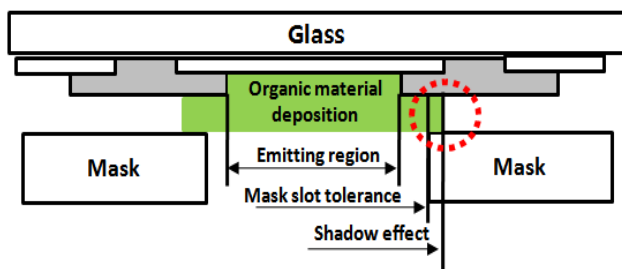 Glass
Organic material
deposition
Emitting region
Mask
Mask
Mask slot tolerance
Shadow effect